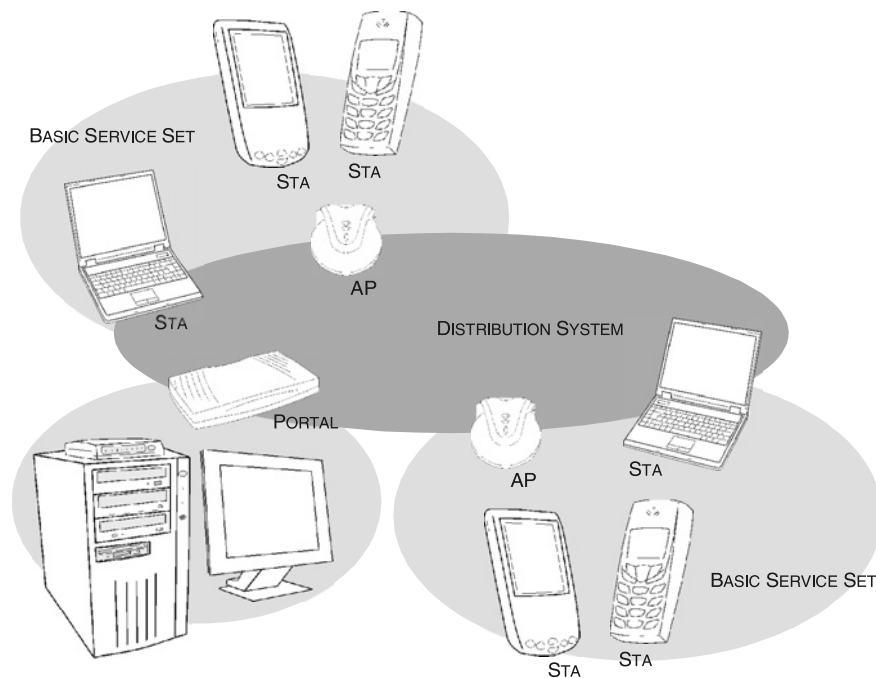 BASIC SERVICE SET
STA
STA
AP
STA
DISTRIBUTION SYSTEM
PORTAL
STA
AP
BASIC SERVICE SET
STA
STA